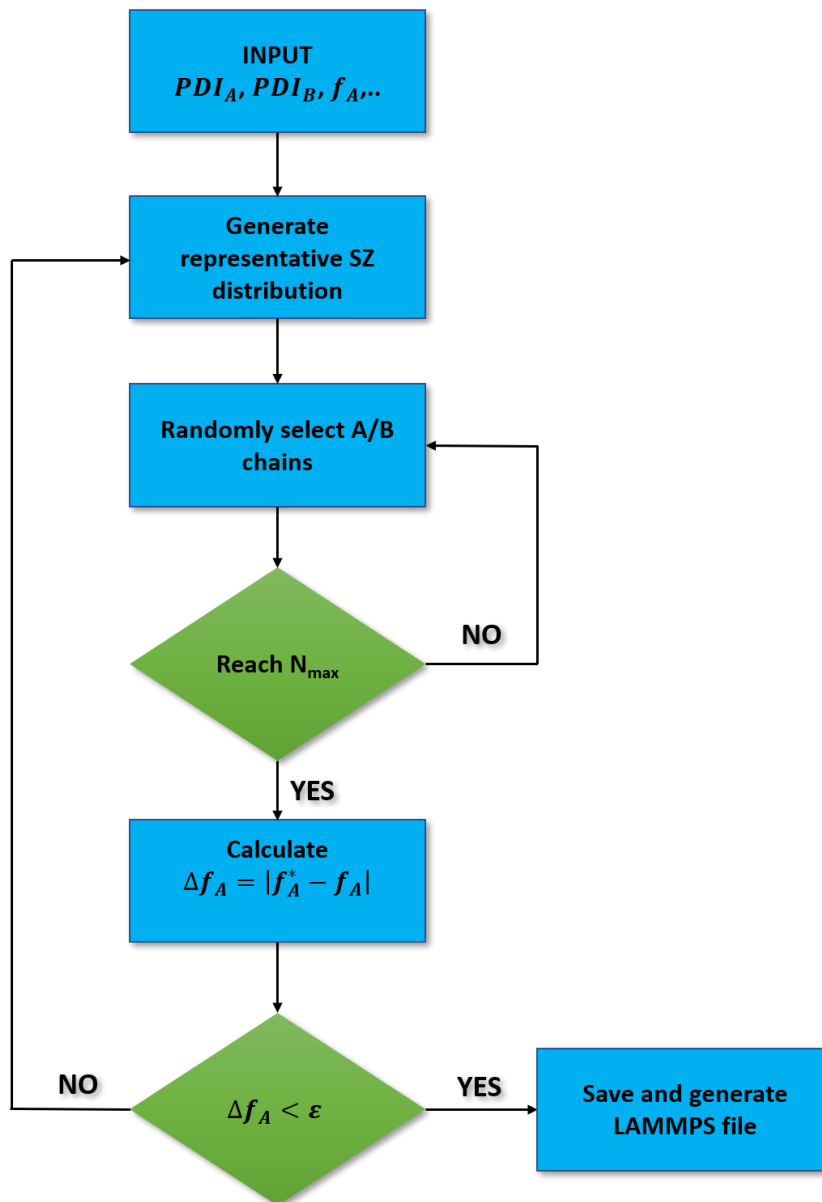 INPUT
PDI_A, PDI_B, f_A,..
Generate
representative SZ
distribution
Randomly select A/B
chains
Reach N_max
NO
YES
Calculate
Δf_A = |f_A^* − f_A|
NO
Δf_A < ε
YES
Save and generate
LAMMPS file